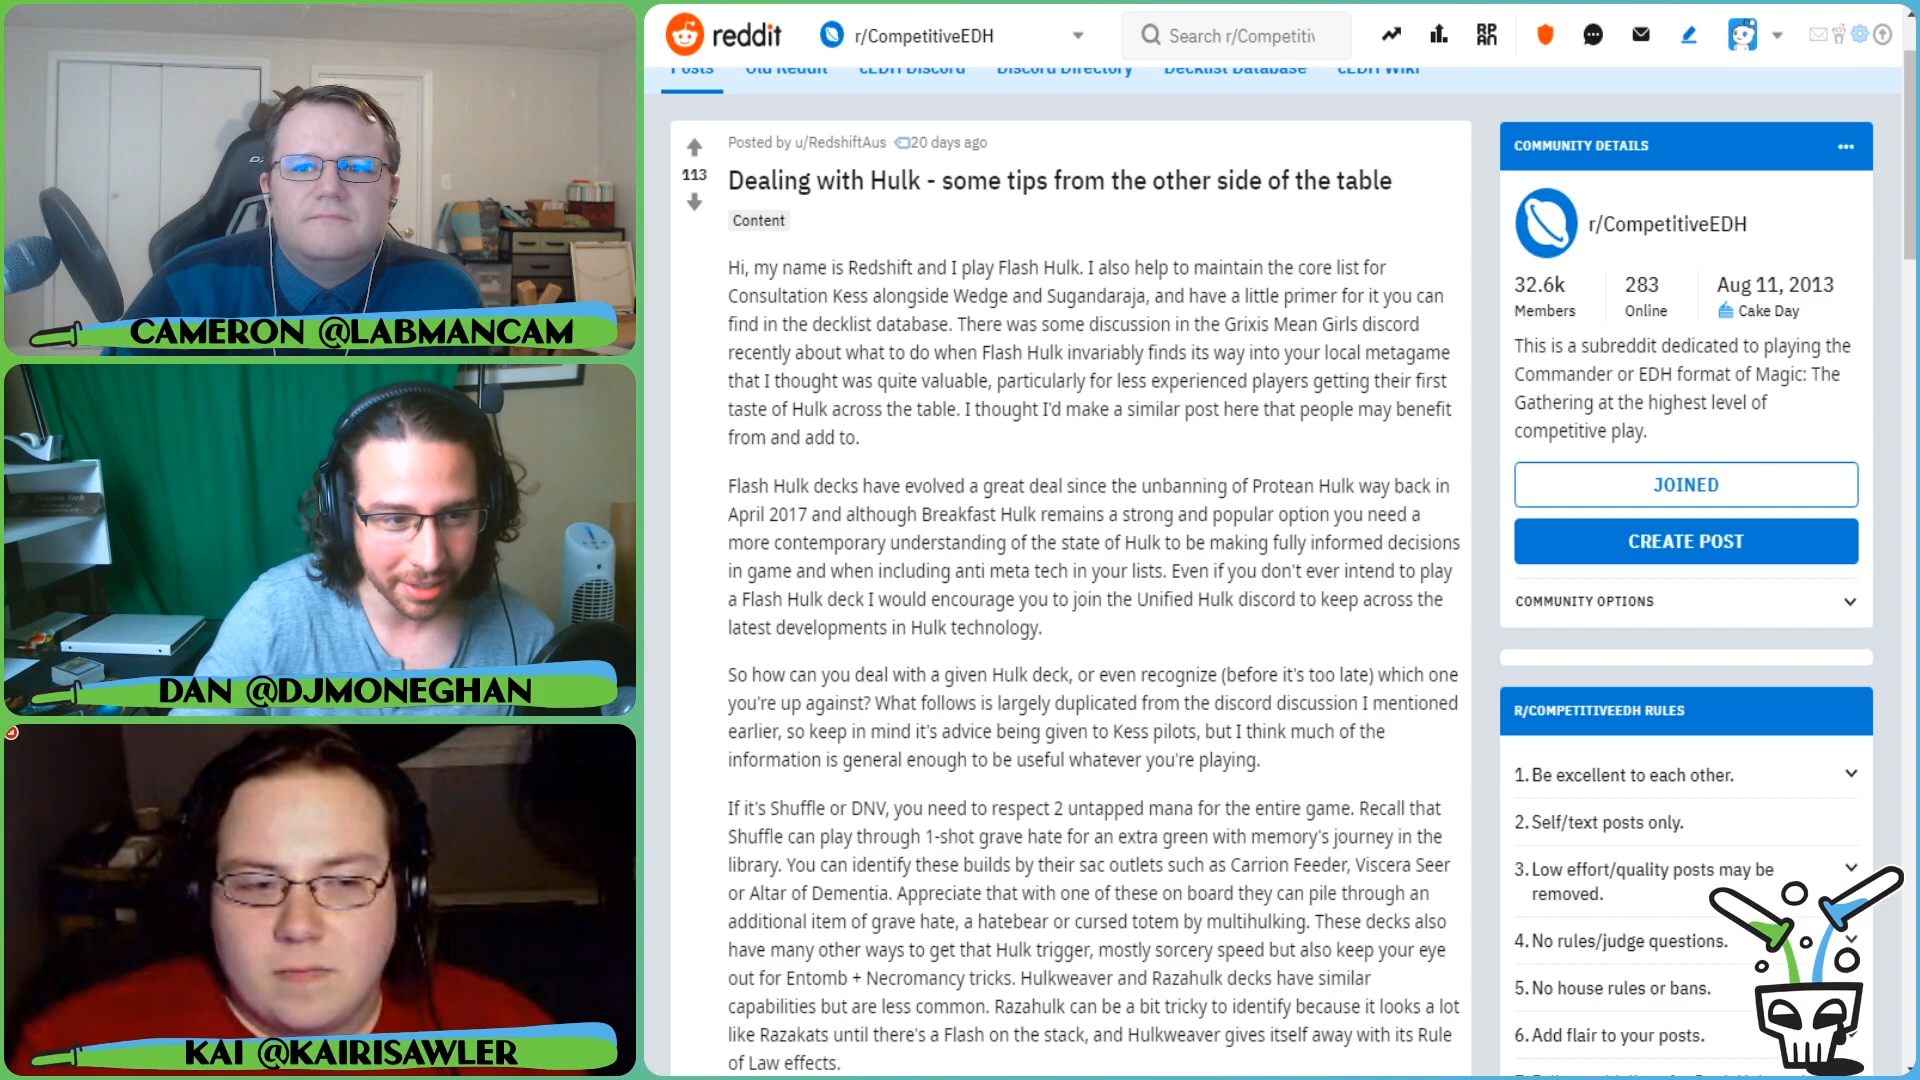 CAMERON @LABMANCAM
DAN @DJMONEGHAN
KAI @KAIRISAWLER
reddit
r/CompetitiveEDH
Search r/Competitiv
Posts
Old Reddit
cEDH Discord
Discord Directory
Decklist Database
cEDH Wiki
113
Posted by u/RedshiftAus 20 days ago
Dealing with Hulk - some tips from the other side of the table
Content
Hi, my name is Redshift and I play Flash Hulk. I also help to maintain the core list for
Consultation Kess alongside Wedge and Sugandaraja, and have a little primer for it you can
find in the decklist database. There was some discussion in the Grixis Mean Girls discord
recently about what to do when Flash Hulk invariably finds its way into your local metagame
that I thought was quite valuable, particularly for less experienced players getting their first
taste of Hulk across the table. I thought I'd make a similar post here that people may benefit
from and add to.
Flash Hulk decks have evolved a great deal since the unbanning of Protean Hulk way back in
April 2017 and although Breakfast Hulk remains a strong and popular option you need a
more contemporary understanding of the state of Hulk to be making fully informed decisions
in game and when including anti meta tech in your lists. Even if you don't ever intend to play
a Flash Hulk deck I would encourage you to join the Unified Hulk discord to keep across the
latest developments in Hulk technology.
So how can you deal with a given Hulk deck, or even recognize (before it's too late) which one
you're up against? What follows is largely duplicated from the discord discussion I mentioned
earlier, so keep in mind it's advice being given to Kess pilots, but I think much of the
information is general enough to be useful whatever you're playing.
If it's Shuffle or DNV, you need to respect 2 untapped mana for the entire game. Recall that
Shuffle can play through 1-shot grave hate for an extra green with memory's journey in the
library. You can identify these builds by their sac outlets such as Carrion Feeder, Viscera Seer
or Altar of Dementia. Appreciate that with one of these on board they can pile through an
additional item of grave hate, a hatebear or cursed totem by multihulking. These decks also
have many other ways to get that Hulk trigger, mostly sorcery speed but also keep your eye
out for Entomb + Necromancy tricks. Hulkweaver and Razahulk decks have similar
capabilities but are less common. Razahulk can be a bit tricky to identify because it looks a lot
like Razakats until there's a Flash on the stack, and Hulkweaver gives itself away with its Rule
of Law effects.
COMMUNITY DETAILS
r/CompetitiveEDH
32.6k
Members
283
Online
Aug 11, 2013
Cake Day
This is a subreddit dedicated to playing the
Commander or EDH format of Magic: The
Gathering at the highest level of
competitive play.
JOINED
CREATE POST
COMMUNITY OPTIONS
R/COMPETITIVEEDH RULES
1. Be excellent to each other.
2. Self/text posts only.
3. Low effort/quality posts may be
removed.
4. No rules/judge questions.
5. No house rules or bans.
6. Add flair to your posts.